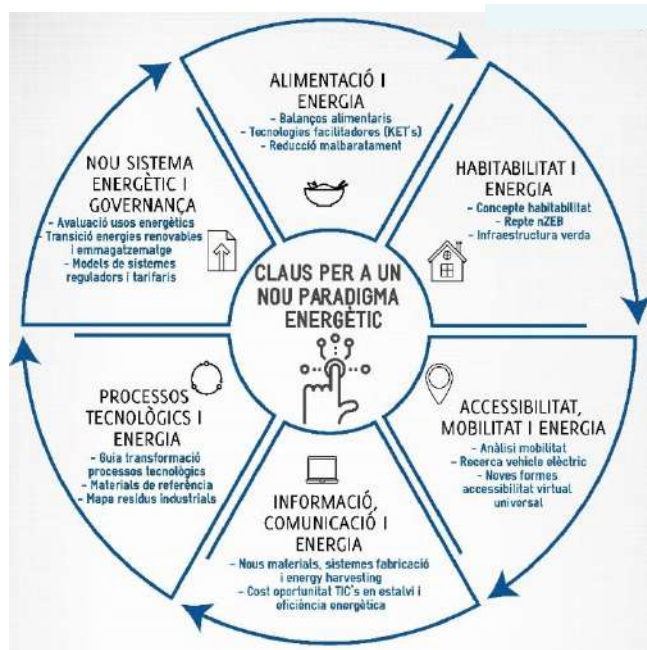 ALIMENTACIÓ I
ENERGIA
- Balanços alimentaris
- Tecnologies facilitadores (KET's)
- Reducció malbaratament
HABITABILITAT I
ENERGIA
- Concepte habitabilitat
- Repte nZEB
- Infraestructura verda
ACCESSIBILITAT,
MOBILITAT I ENERGIA
- Anàlisi mobilitat
- Recerca vehicle elèctric
- Noves formes
accessibilitat virtual
universal
INFORMACIÓ,
COMUNICACIÓ I
ENERGIA
- Nous materials, sistemes fabricació
i energy harvesting
- Cost oportunitat TIC's en estalvi i
eficiència energètica
PROCESSOS
TECNOLÒGICS I
ENERGIA
- Guia transformació
processos tecnològics
- Materials de referència
- Mapa residus industrials
NOU SISTEMA
ENERGÈTIC I
GOVERNANÇA
- Avaluació usos energètics
- Transició energies renovables
i emmagatzematge
- Models de sistemes
reguladors i tarifaris
CLAUS PER A UN
NOU PARADIGMA
ENERGÈTIC